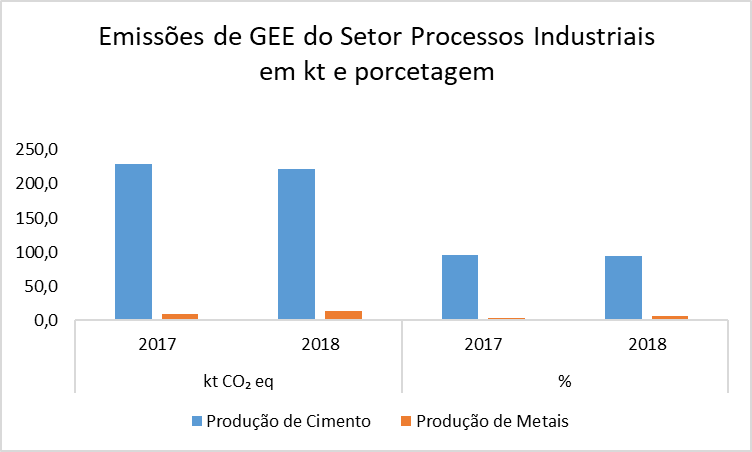 Emissões de GEE do Setor Processos Industriais
em kt e porcetagem
250,0
200,0
150,0
100,0
50,0
0,0
2017 2018 2017 2018
kt CO₂ eq %
Produção de Cimento Produção de Metais